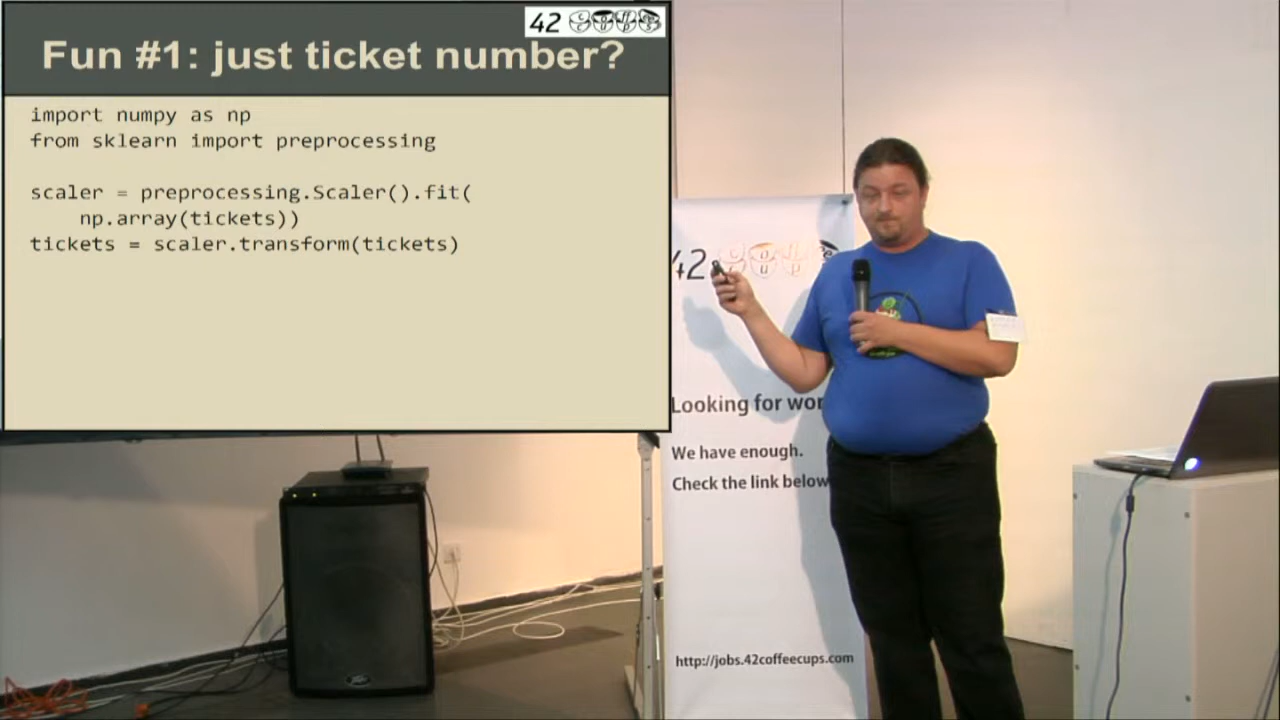 42
Fun #1: just ticket number?
import numpy as np
from sklearn import preprocessing
scaler = preprocessing.Scaler().fit(
np.array(tickets))
tickets = scaler.transform(tickets)
42
Looking for wor
We have enough.
Check the link below
http://jobs.42coffeecups.com